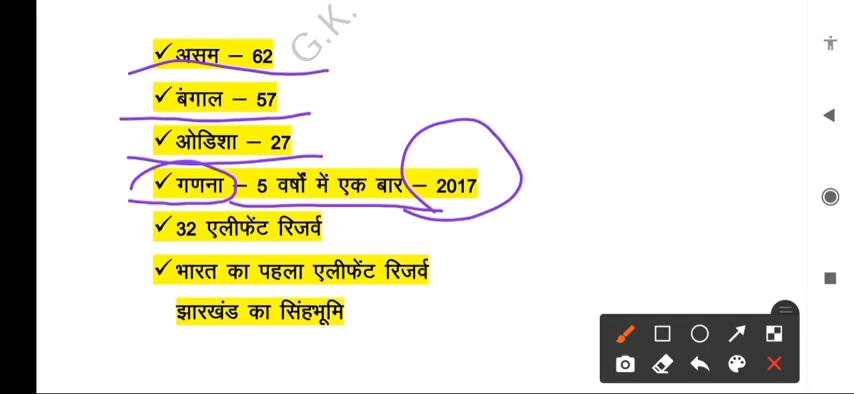 G.K.
✓ असम – 62
✓ बंगाल – 57
✓ ओडिशा – 27
✓ गणना – 5 वर्षों में एक बार – 2017
✓ 32 एलीफेंट रिजर्व
✓ भारत का पहला एलीफेंट रिजर्व
झारखंड का सिंहभूमि